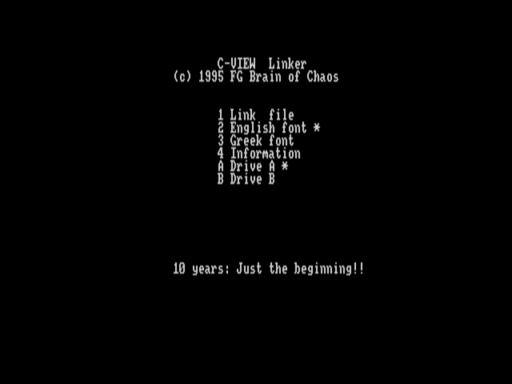 C-VIEW Linker
(c) 1995 FG Brain of Chaos
1 Link file
2 English font *
3 Greek font
4 Information
A Drive A *
B Drive B
10 years: Just the beginning!!